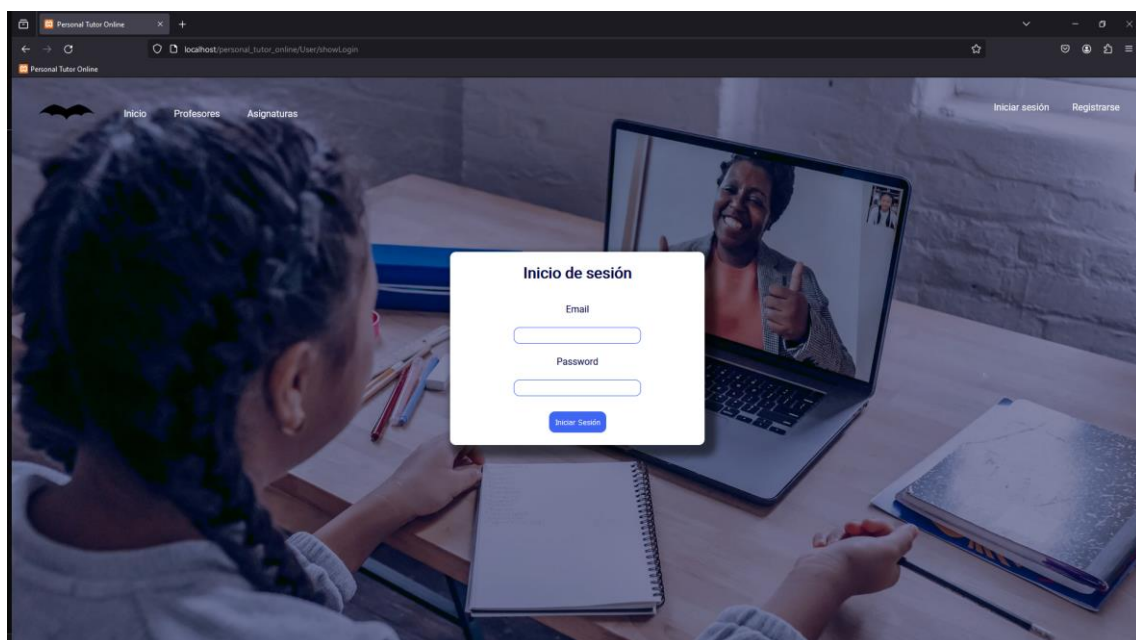 Personal Tutor Online
localhost/personal_tutor_online/User/showLogin
Personal Tutor Online
Inicio Profesores Asignaturas
Iniciar sesión Registrarse
Inicio de sesión
Email
Password
Iniciar Sesión